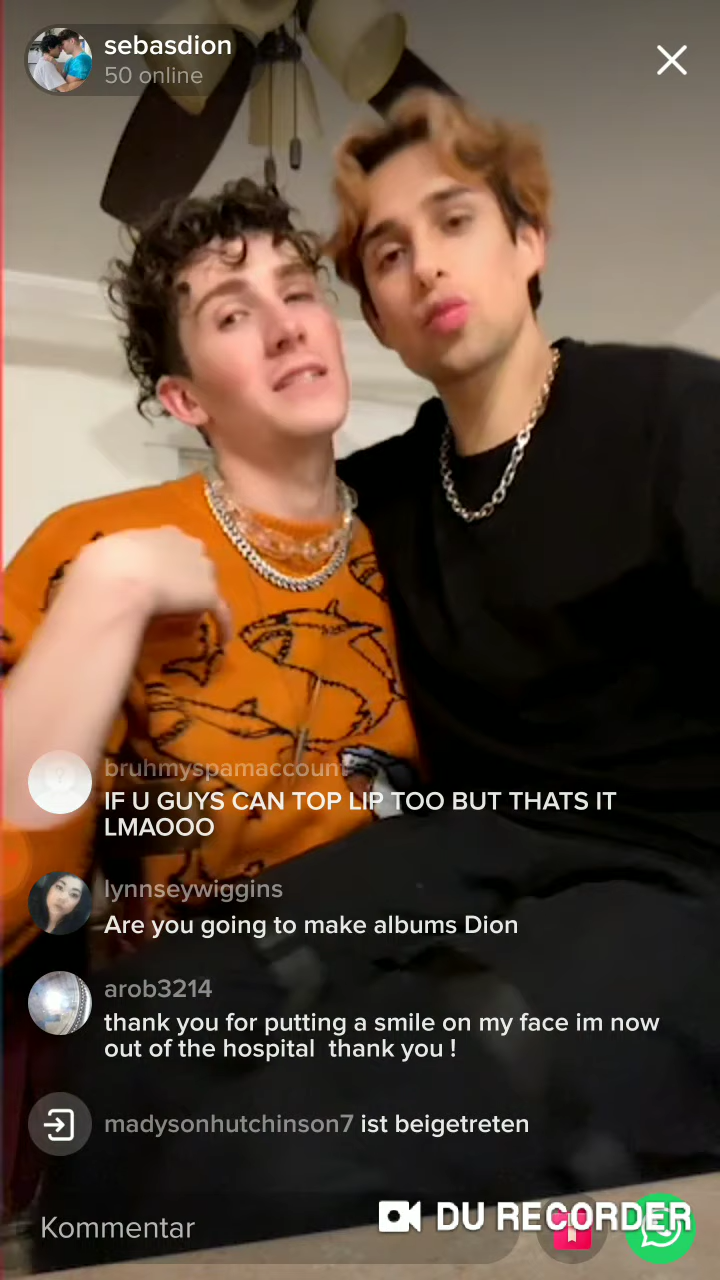 sebasdion
50 online
bruhmyspamaccount
IF U GUYS CAN TOP LIP TOO BUT THATS IT
LMAOOO
lynnseywiggins
Are you going to make albums Dion
arob3214
thank you for putting a smile on my face im now
out of the hospital thank you !
madysonhutchinson7 ist beigetreten
Kommentar
DU RECORDER